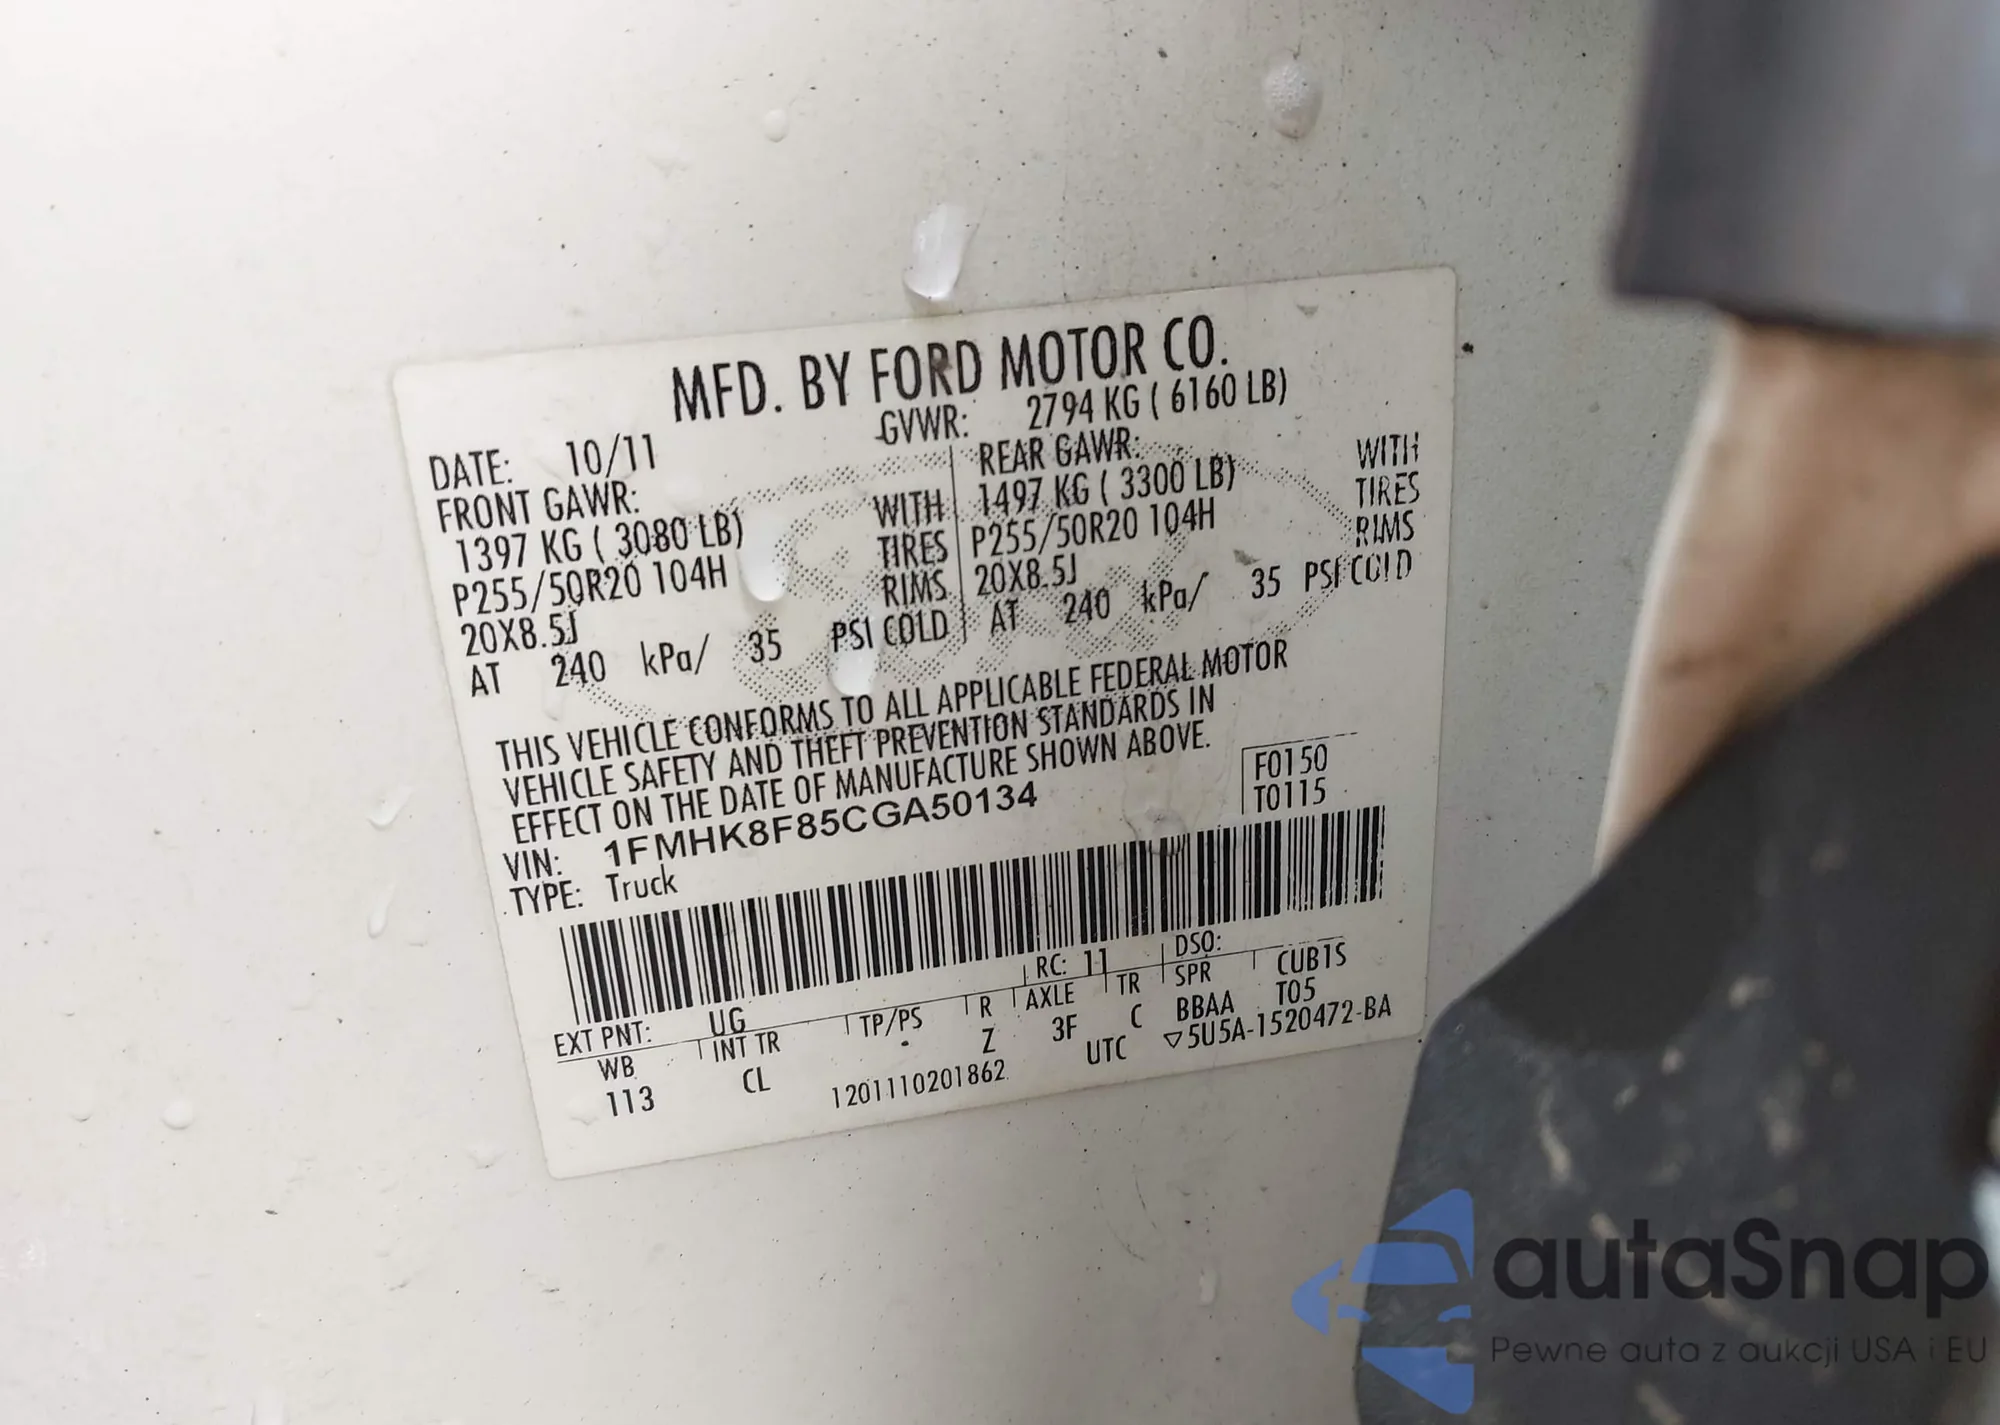 MFD. BY FORD MOTOR CO.
DATE: 10/11 GVWR: 2794 KG ( 6160 LB)
FRONT GAWR: REAR GAWR:
1397 KG ( 3080 LB) WITH 1497 KG ( 3300 LB) WITH
P255/50R20 104H TIRES P255/50R20 104H TIRES
20X8.5J RIMS 20X8.5J RIMS
AT 240 kPa/ 35 PSI COLD AT 240 kPa/ 35 PSI COLD
THIS VEHICLE CONFORMS TO ALL APPLICABLE FEDERAL MOTOR
VEHICLE SAFETY AND THEFT PREVENTION STANDARDS IN
EFFECT ON THE DATE OF MANUFACTURE SHOWN ABOVE.
VIN: 1FMHK8F85CGA50134 F0150
TYPE: Truck T0115
EXT PNT: UG RC: 11 DSO:
WB INT TR TP/PS R AXLE TR SPR CUB1S
113 CL . Z 3F C BBAA T05
1201110201862 UTC ▽5U5A-1520472-BA
autaSnap
Pewne auta z aukcji USA i EU